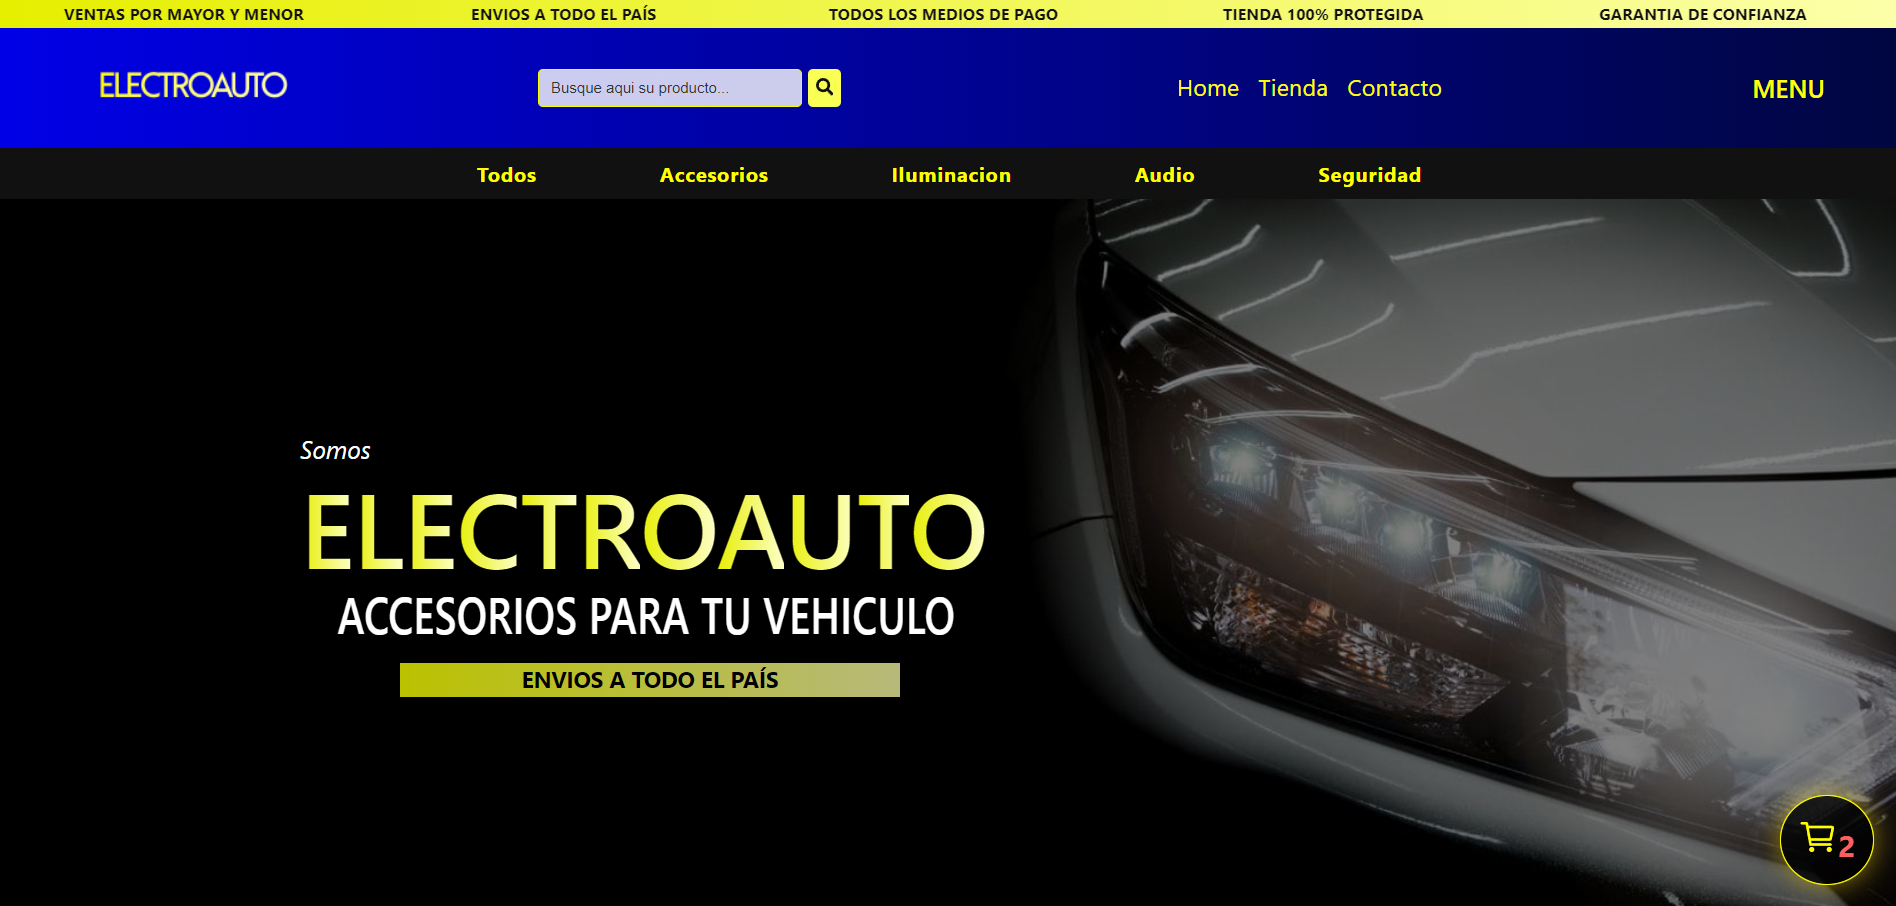 VENTAS POR MAYOR Y MENOR
ENVIOS A TODO EL PAÍS
TODOS LOS MEDIOS DE PAGO
TIENDA 100% PROTEGIDA
GARANTIA DE CONFIANZA
ELECTROAUTO
Busque aqui su producto...
Home Tienda Contacto
MENU
Todos
Accesorios
Iluminacion
Audio
Seguridad
Somos
ELECTROAUTO
ACCESORIOS PARA TU VEHICULO
ENVIOS A TODO EL PAÍS
2